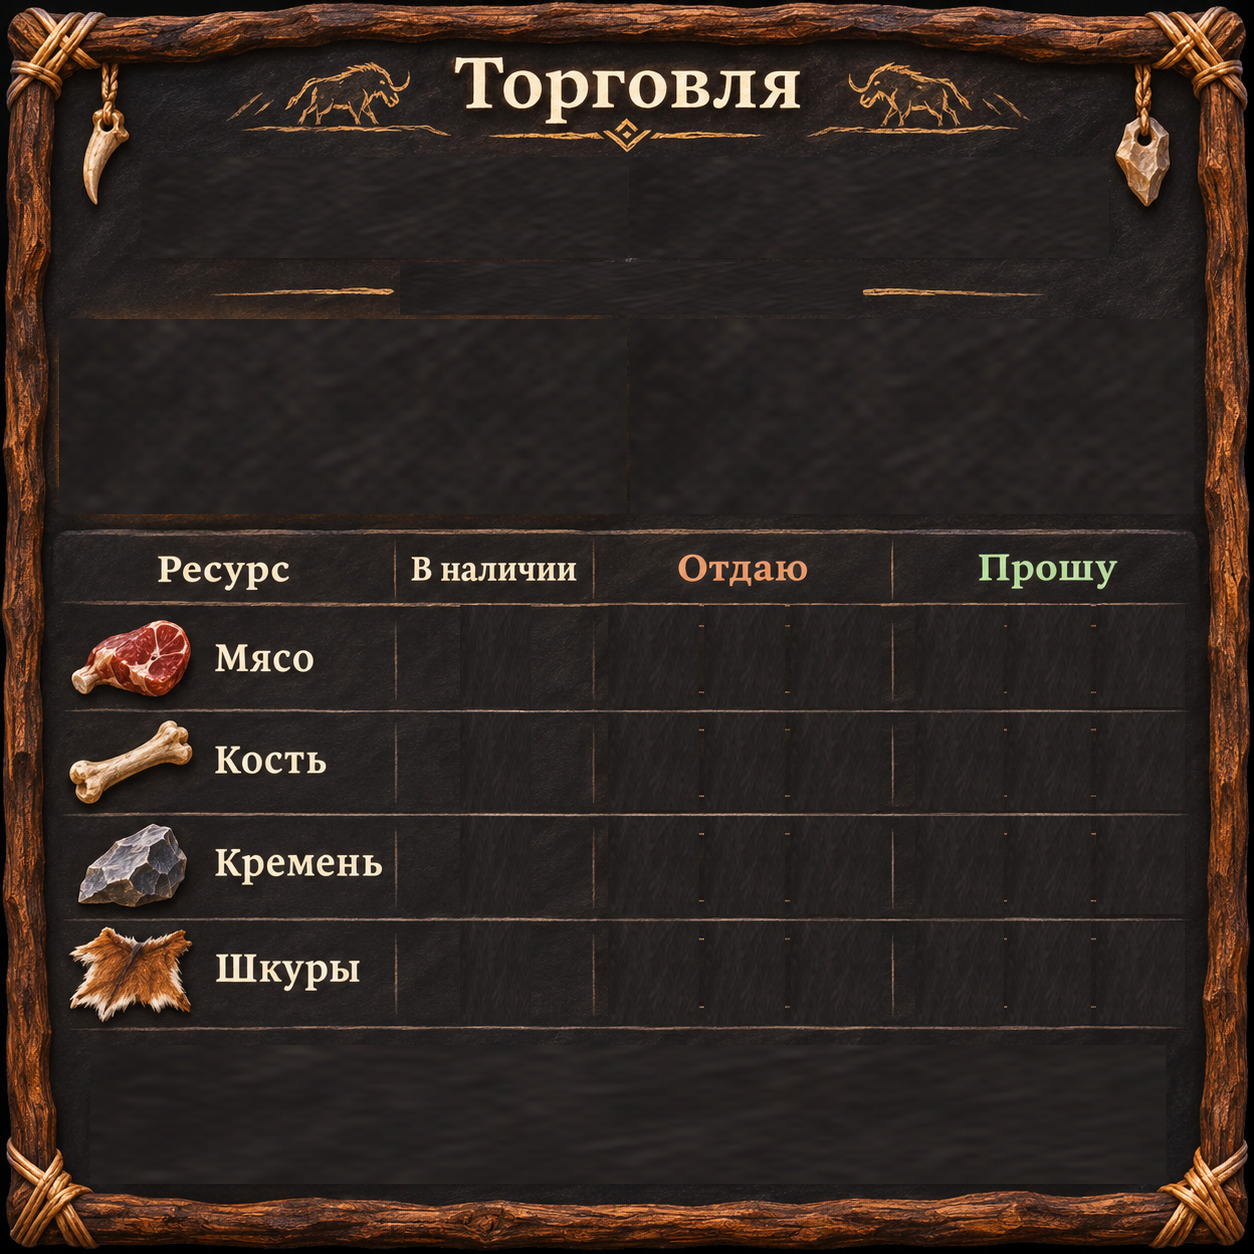 Торговля
Ресурс В наличии Отдаю Прошу
Мясо
Кость
Кремень
Шкуры